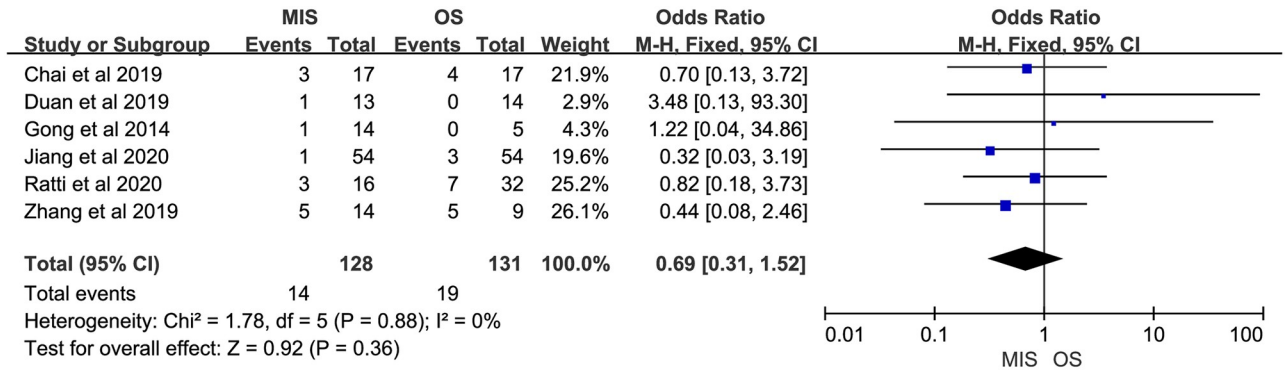 MIS OS Odds Ratio Odds Ratio
Study or Subgroup Events Total Events Total Weight M-H, Fixed, 95% CI M-H, Fixed, 95% CI
Chai et al 2019 3 17 4 17 21.9% 0.70 [0.13, 3.72]
Duan et al 2019 1 13 0 14 2.9% 3.48 [0.13, 93.30]
Gong et al 2014 1 14 0 5 4.3% 1.22 [0.04, 34.86]
Jiang et al 2020 1 54 3 54 19.6% 0.32 [0.03, 3.19]
Ratti et al 2020 3 16 7 32 25.2% 0.82 [0.18, 3.73]
Zhang et al 2019 5 14 5 9 26.1% 0.44 [0.08, 2.46]
Total (95% CI) 128 131 100.0% 0.69 [0.31, 1.52]
Total events 14 19
Heterogeneity: Chi² = 1.78, df = 5 (P = 0.88); I² = 0%
Test for overall effect: Z = 0.92 (P = 0.36)
0.01 0.1 1 10 100
MIS OS